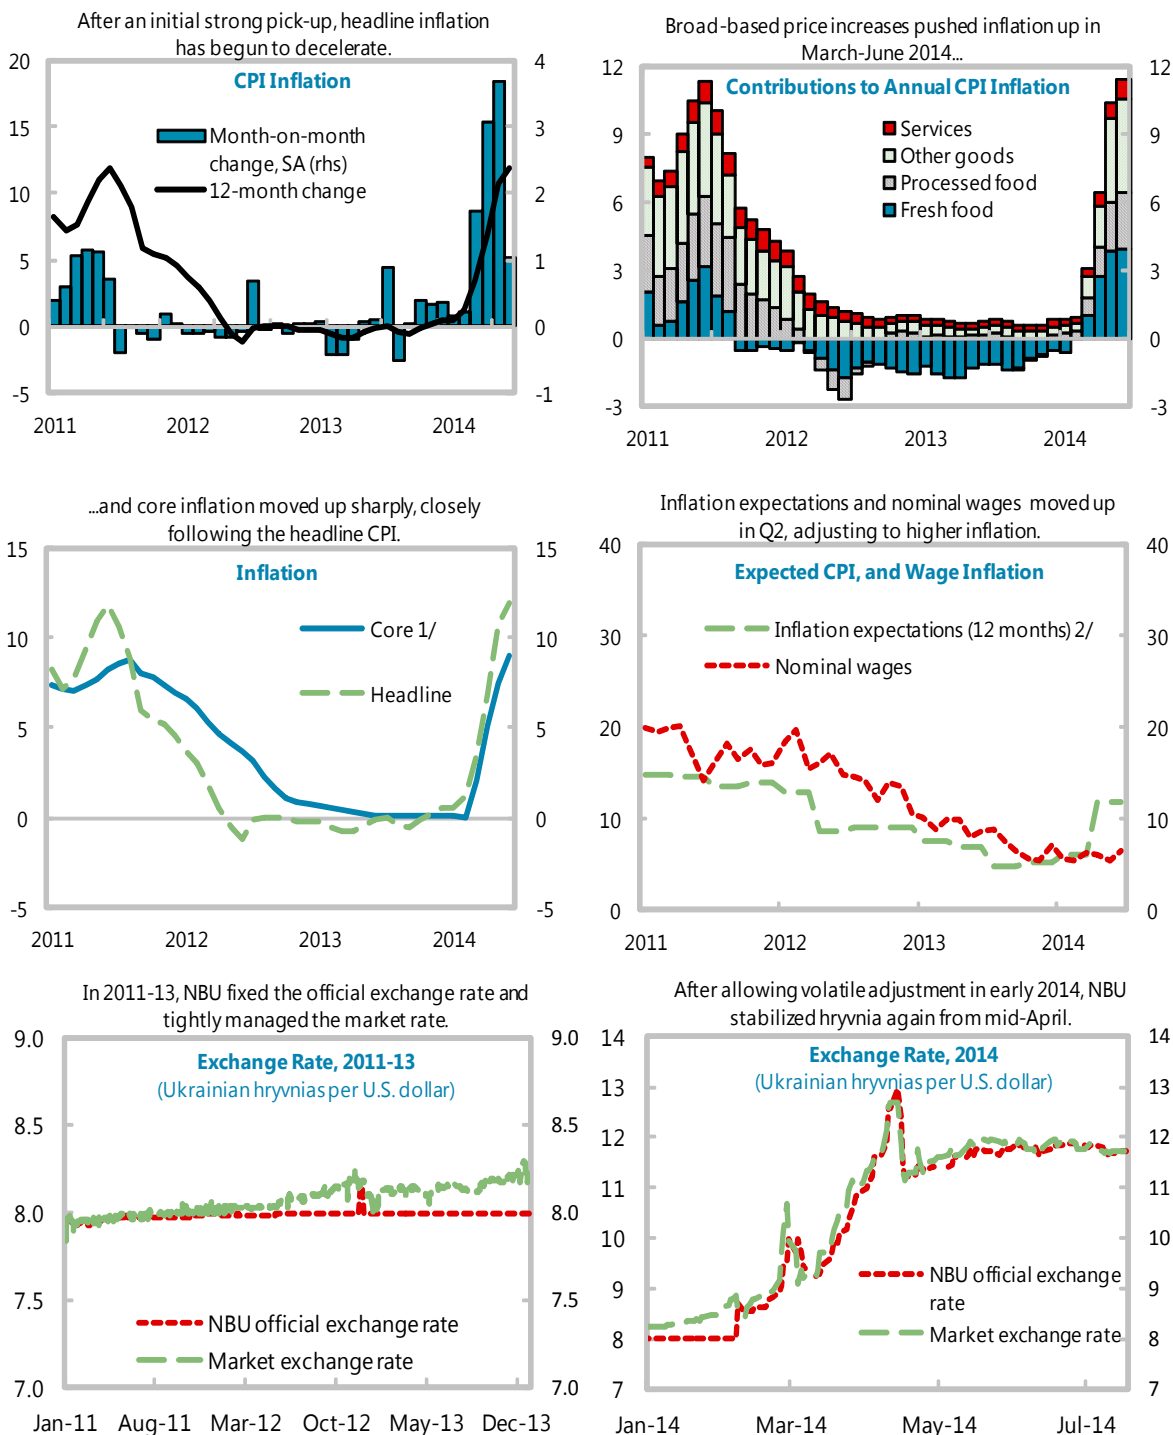 After an initial strong pick-up, headline inflation
has begun to decelerate.
CPI Inflation
Month-on-month
change, SA (rhs)
12-month change
20
15
10
5
0
-5
4
3
2
1
0
-1
2011
2012
2013
2014
Broad-based price increases pushed inflation up in
March-June 2014...
Contributions to Annual CPI Inflation
Services
Other goods
Processed food
Fresh food
12
9
6
3
0
-3
12
9
6
3
0
-3
2011
2012
2013
2014
...and core inflation moved up sharply, closely
following the headline CPI.
Inflation
Core 1/
Headline
15
10
5
0
-5
15
10
5
0
-5
2011
2012
2013
2014
Inflation expectations and nominal wages moved up
in Q2, adjusting to higher inflation.
Expected CPI, and Wage Inflation
Inflation expectations (12 months) 2/
Nominal wages
40
30
20
10
0
40
30
20
10
0
2011
2012
2013
2014
In 2011-13, NBU fixed the official exchange rate and
tightly managed the market rate.
Exchange Rate, 2011-13
(Ukrainian hryvnias per U.S. dollar)
NBU official exchange rate
Market exchange rate
9.0
8.5
8.0
7.5
7.0
9.0
8.5
8.0
7.5
7.0
Jan-11
Aug-11
Mar-12
Oct-12
May-13
Dec-13
After allowing volatile adjustment in early 2014, NBU
stabilized hryvnia again from mid-April.
Exchange Rate, 2014
(Ukrainian hryvnias per U.S. dollar)
NBU official exchange
rate
Market exchange rate
14
13
12
11
10
9
8
7
14
13
12
11
10
9
8
7
Jan-14
Mar-14
May-14
Jul-14